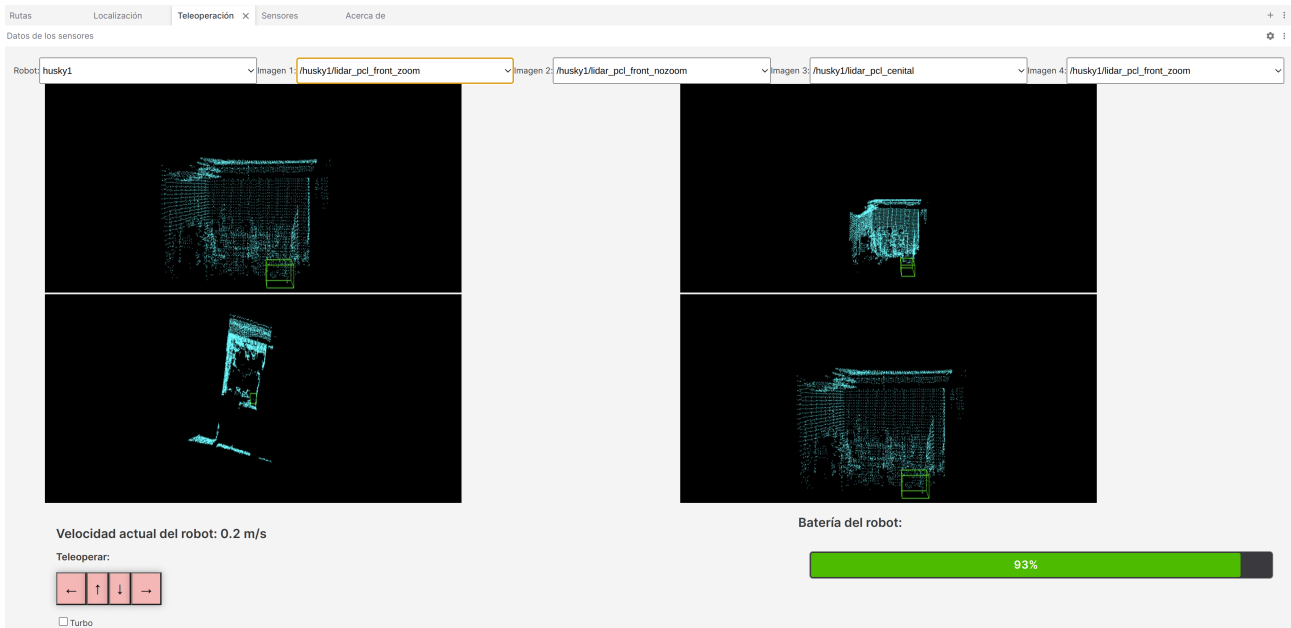 Rutas Localización Teleoperación Sensores Acerca de
Datos de los sensores
Robot: husky1 Imagen 1: /husky1/lidar_pcl_front_zoom Imagen 2: /husky1/lidar_pcl_front_nozoom Imagen 3: /husky1/lidar_pcl_cenital Imagen 4: /husky1/lidar_pcl_front_zoom
Velocidad actual del robot: 0.2 m/s
Teleoperar:
← ↑ ↓ →
Turbo
Batería del robot:
93%